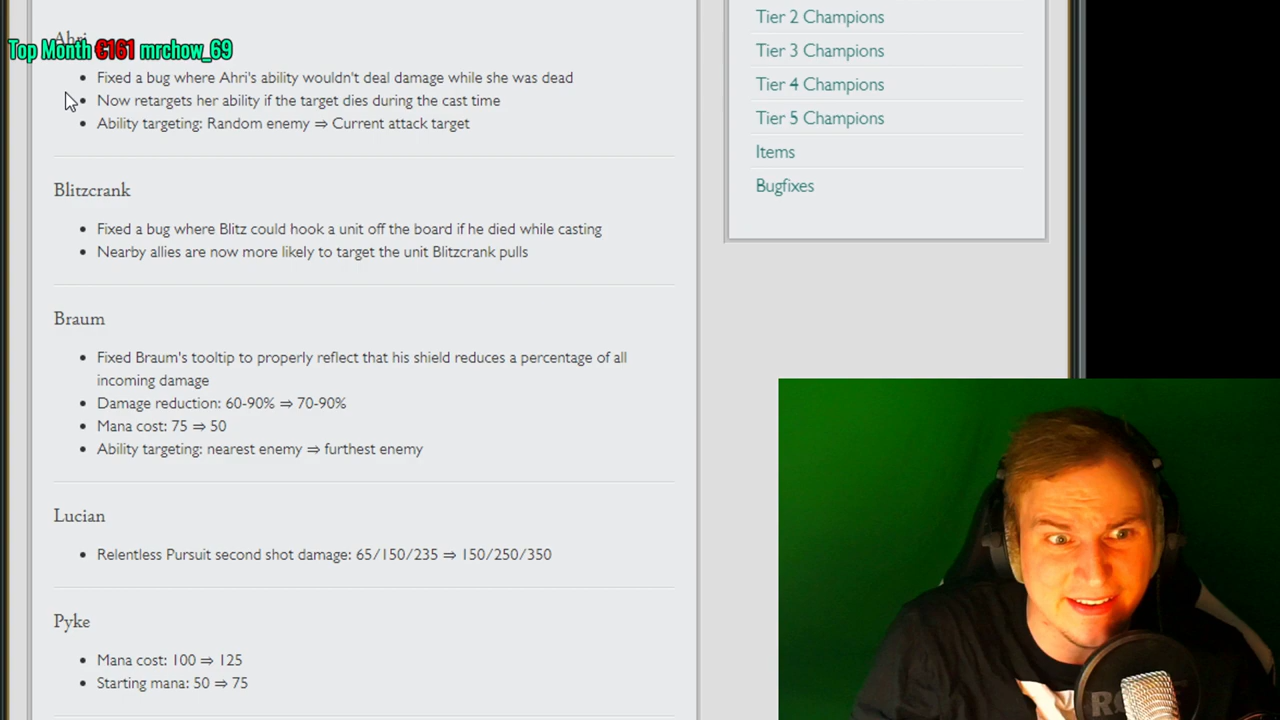 Ahri
Top Month €161 mrchow_69
Fixed a bug where Ahri's ability wouldn't deal damage while she was dead
Now retargets her ability if the target dies during the cast time
Ability targeting: Random enemy ⇒ Current attack target
Blitzcrank
Fixed a bug where Blitz could hook a unit off the board if he died while casting
Nearby allies are now more likely to target the unit Blitzcrank pulls
Braum
Fixed Braum's tooltip to properly reflect that his shield reduces a percentage of all
incoming damage
Damage reduction: 60-90% ⇒ 70-90%
Mana cost: 75 ⇒ 50
Ability targeting: nearest enemy ⇒ furthest enemy
Lucian
Relentless Pursuit second shot damage: 65/150/235 ⇒ 150/250/350
Pyke
Mana cost: 100 ⇒ 125
Starting mana: 50 ⇒ 75
Tier 2 Champions
Tier 3 Champions
Tier 4 Champions
Tier 5 Champions
Items
Bugfixes